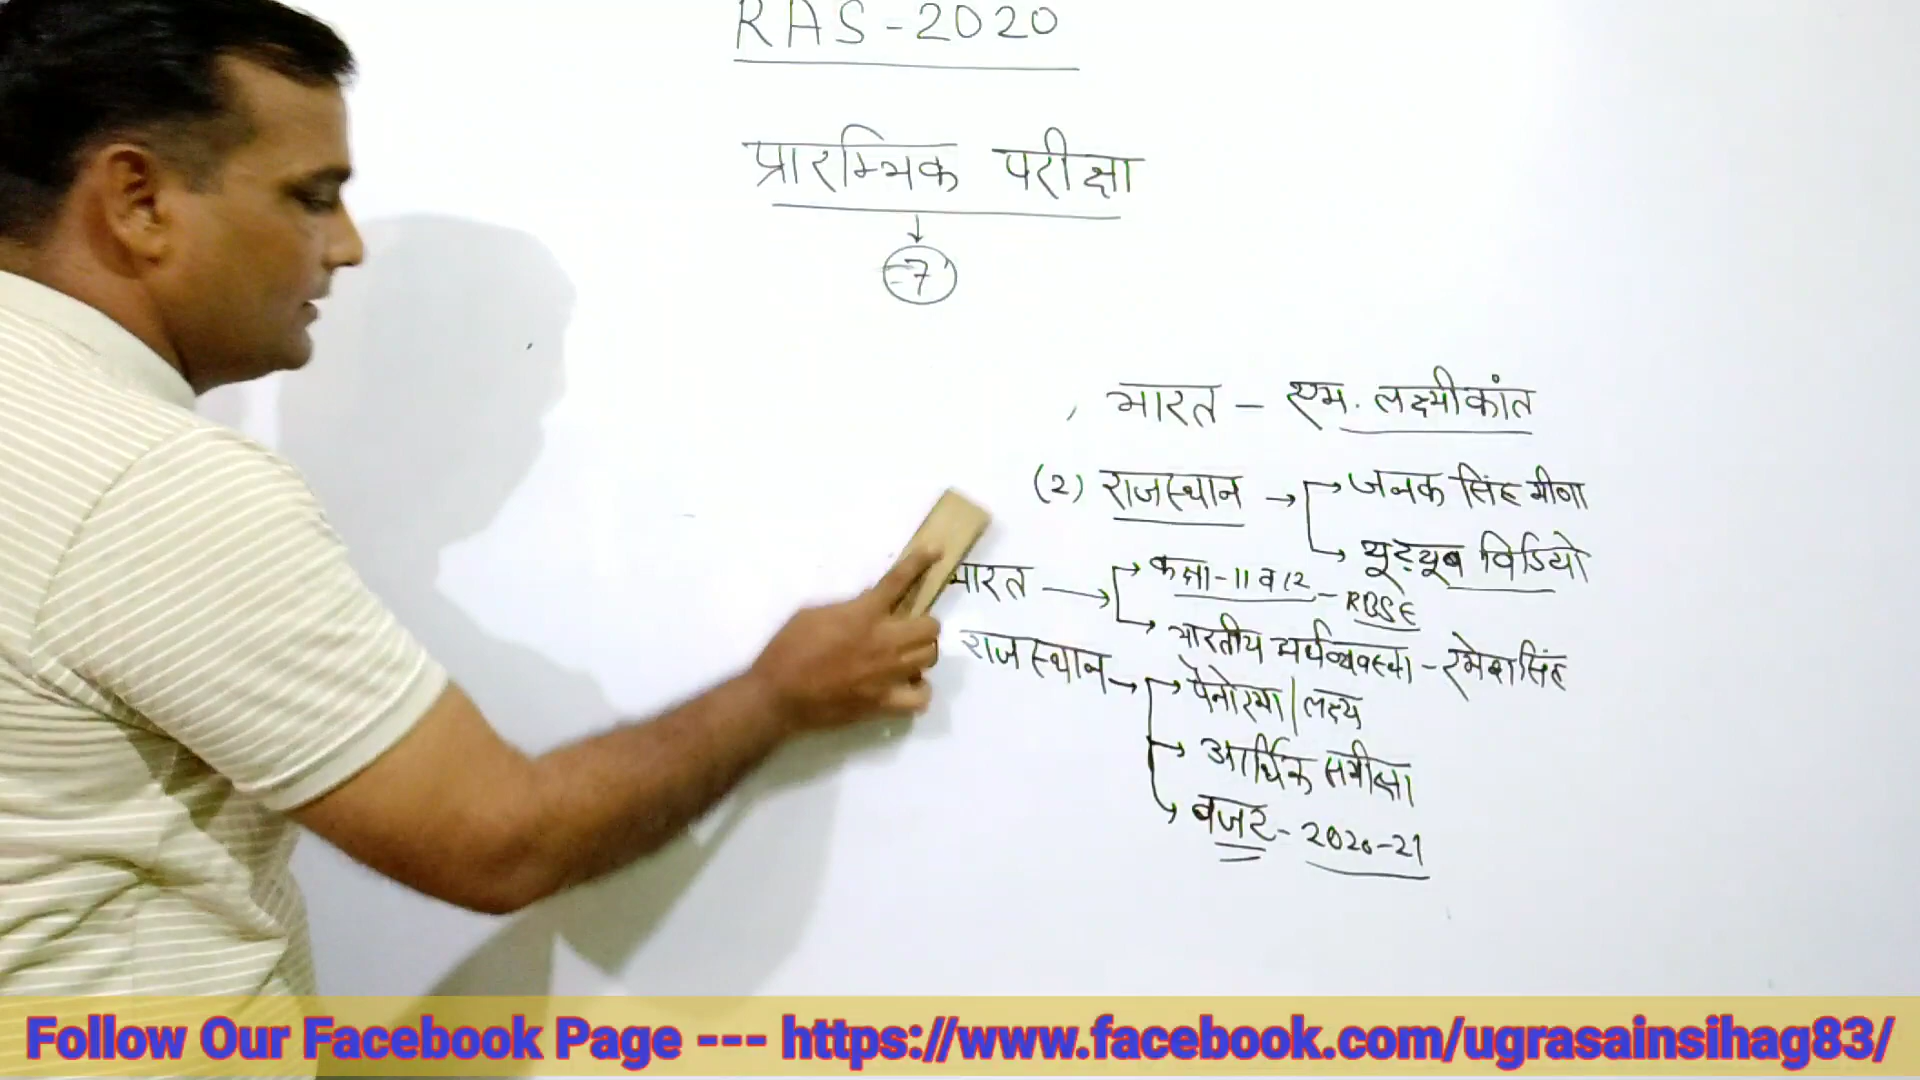 RAS-2020
प्रारम्भिक परीक्षा
7
भारत - एम. लक्ष्मीकांत
(2) राजस्थान → जनक सिंह मीणा
यूट्यूब विडियो
भारत → कक्षा-11 व 12 - RBSE
भारतीय अर्थव्यवस्था - रमेश सिंह
राजस्थान → पैनोरमा | लक्ष्य
आर्थिक समीक्षा
बजट - 2020-21
Follow Our Facebook Page --- https://www.facebook.com/ugrasainsihag83/